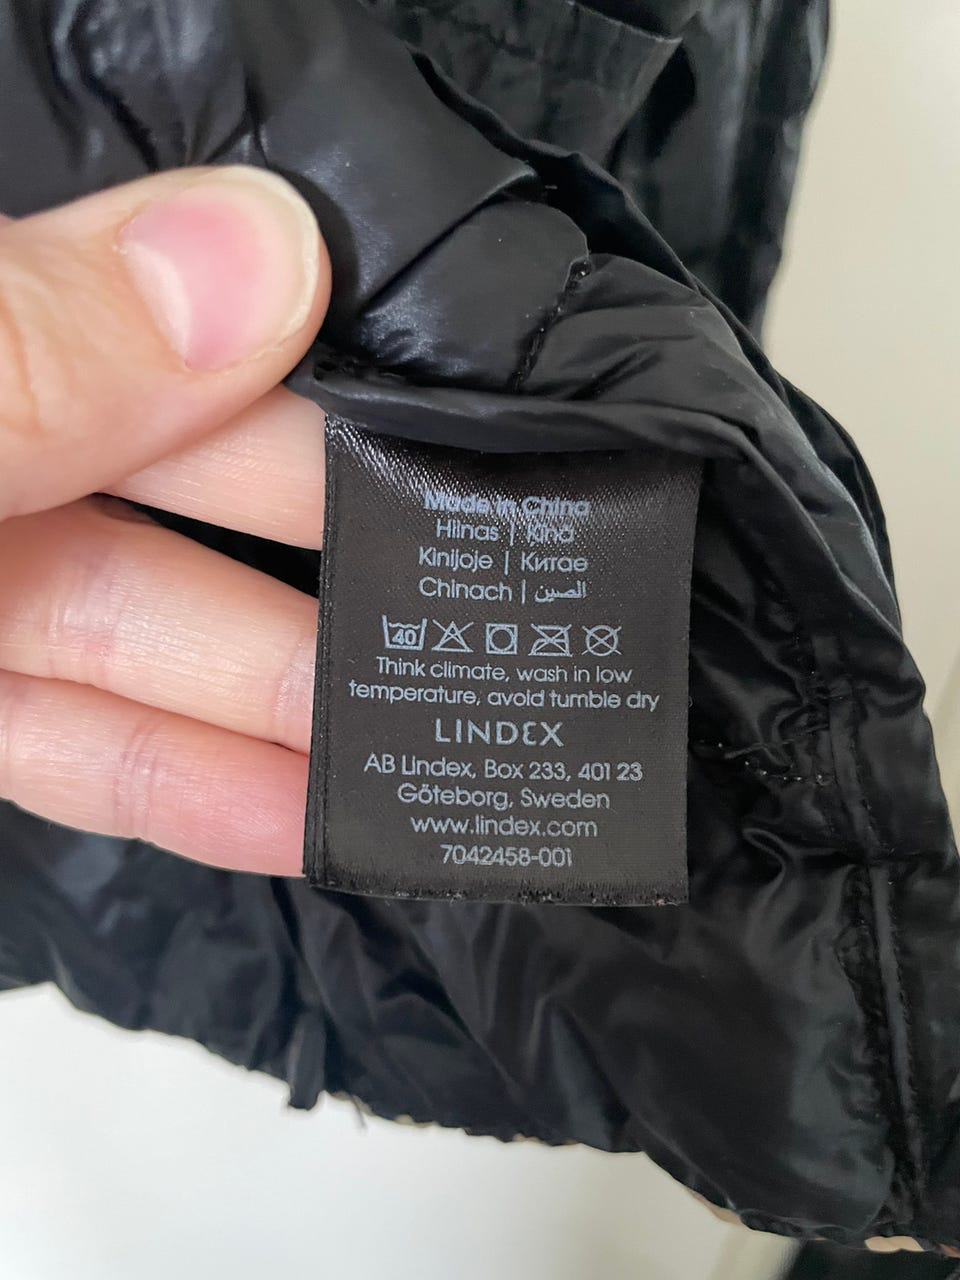 Made in China
Hiinas | Kina
Kinijoje | Китае
Chinach | الصين
40
Think climate, wash in low
temperature, avoid tumble dry
LINDEX
AB Lindex, Box 233, 401 23
Göteborg, Sweden
www.lindex.com
7042458-001